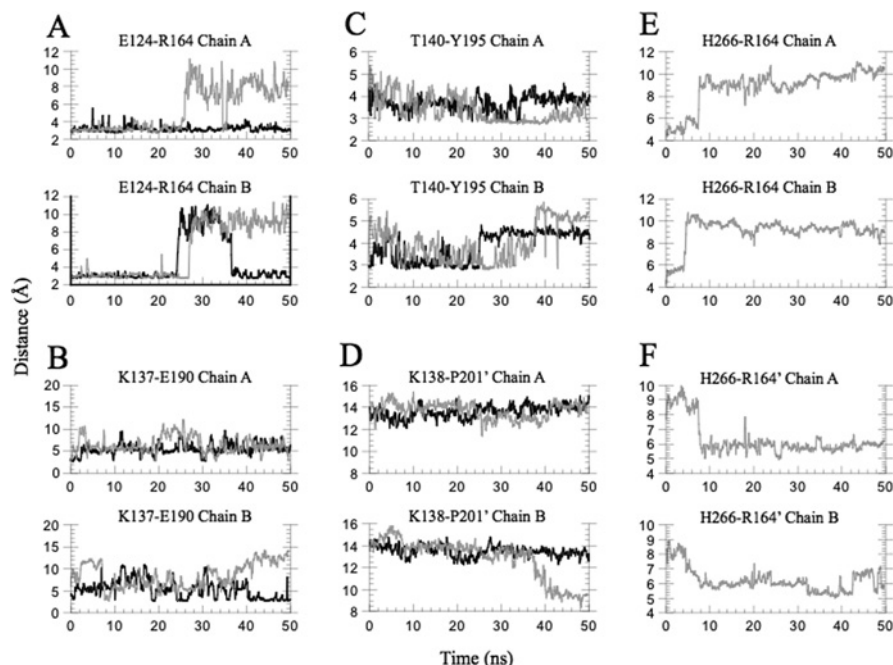 A
E124-R164 Chain A
12
10
8
6
4
2
0 10 20 30 40 50
E124-R164 Chain B
12
10
8
6
4
2
0 10 20 30 40 50
B
K137-E190 Chain A
20
15
10
5
0
0 10 20 30 40 50
K137-E190 Chain B
20
15
10
5
0
0 10 20 30 40 50
C
T140-Y195 Chain A
6
5
4
3
2
0 10 20 30 40 50
T140-Y195 Chain B
6
5
4
3
2
0 10 20 30 40 50
D
K138-P201’ Chain A
16
14
12
10
8
0 10 20 30 40 50
K138-P201’ Chain B
16
14
12
10
8
0 10 20 30 40 50
E
H266-R164 Chain A
12
10
8
6
4
0 10 20 30 40 50
H266-R164 Chain B
12
10
8
6
4
0 10 20 30 40 50
F
H266-R164’ Chain A
10
9
8
7
6
5
4
0 10 20 30 40 50
H266-R164’ Chain B
10
9
8
7
6
5
4
0 10 20 30 40 50
Distance (Å)
Time (ns)